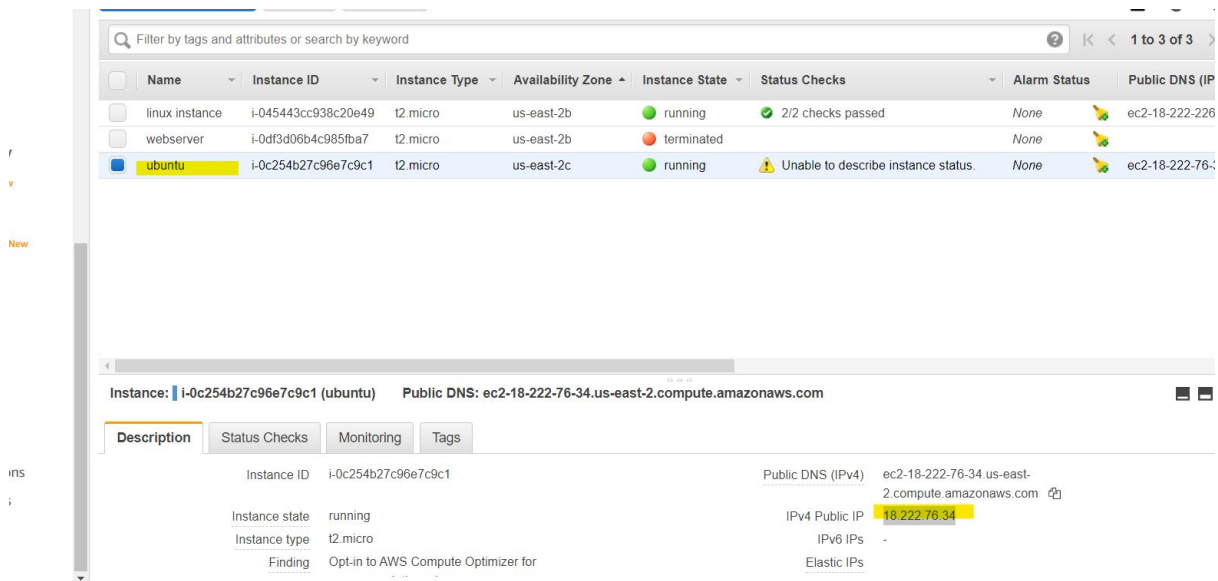 Filter by tags and attributes or search by keyword 1 to 3 of 3
Name Instance ID Instance Type Availability Zone Instance State Status Checks Alarm Status Public DNS (IP
linux instance i-045443cc938c20e49 t2.micro us-east-2b running 2/2 checks passed None ec2-18-222-226
webserver i-0df3d06b4c985fba7 t2.micro us-east-2b terminated None
ubuntu i-0c254b27c96e7c9c1 t2.micro us-east-2c running Unable to describe instance status. None ec2-18-222-76-
New
Instance: i-0c254b27c96e7c9c1 (ubuntu) Public DNS: ec2-18-222-76-34.us-east-2.compute.amazonaws.com
Description Status Checks Monitoring Tags
Instance ID i-0c254b27c96e7c9c1 Public DNS (IPv4) ec2-18-222-76-34.us-east-
2.compute.amazonaws.com
Instance state running IPv4 Public IP 18.222.76.34
Instance type t2.micro IPv6 IPs -
Finding Opt-in to AWS Compute Optimizer for Elastic IPs